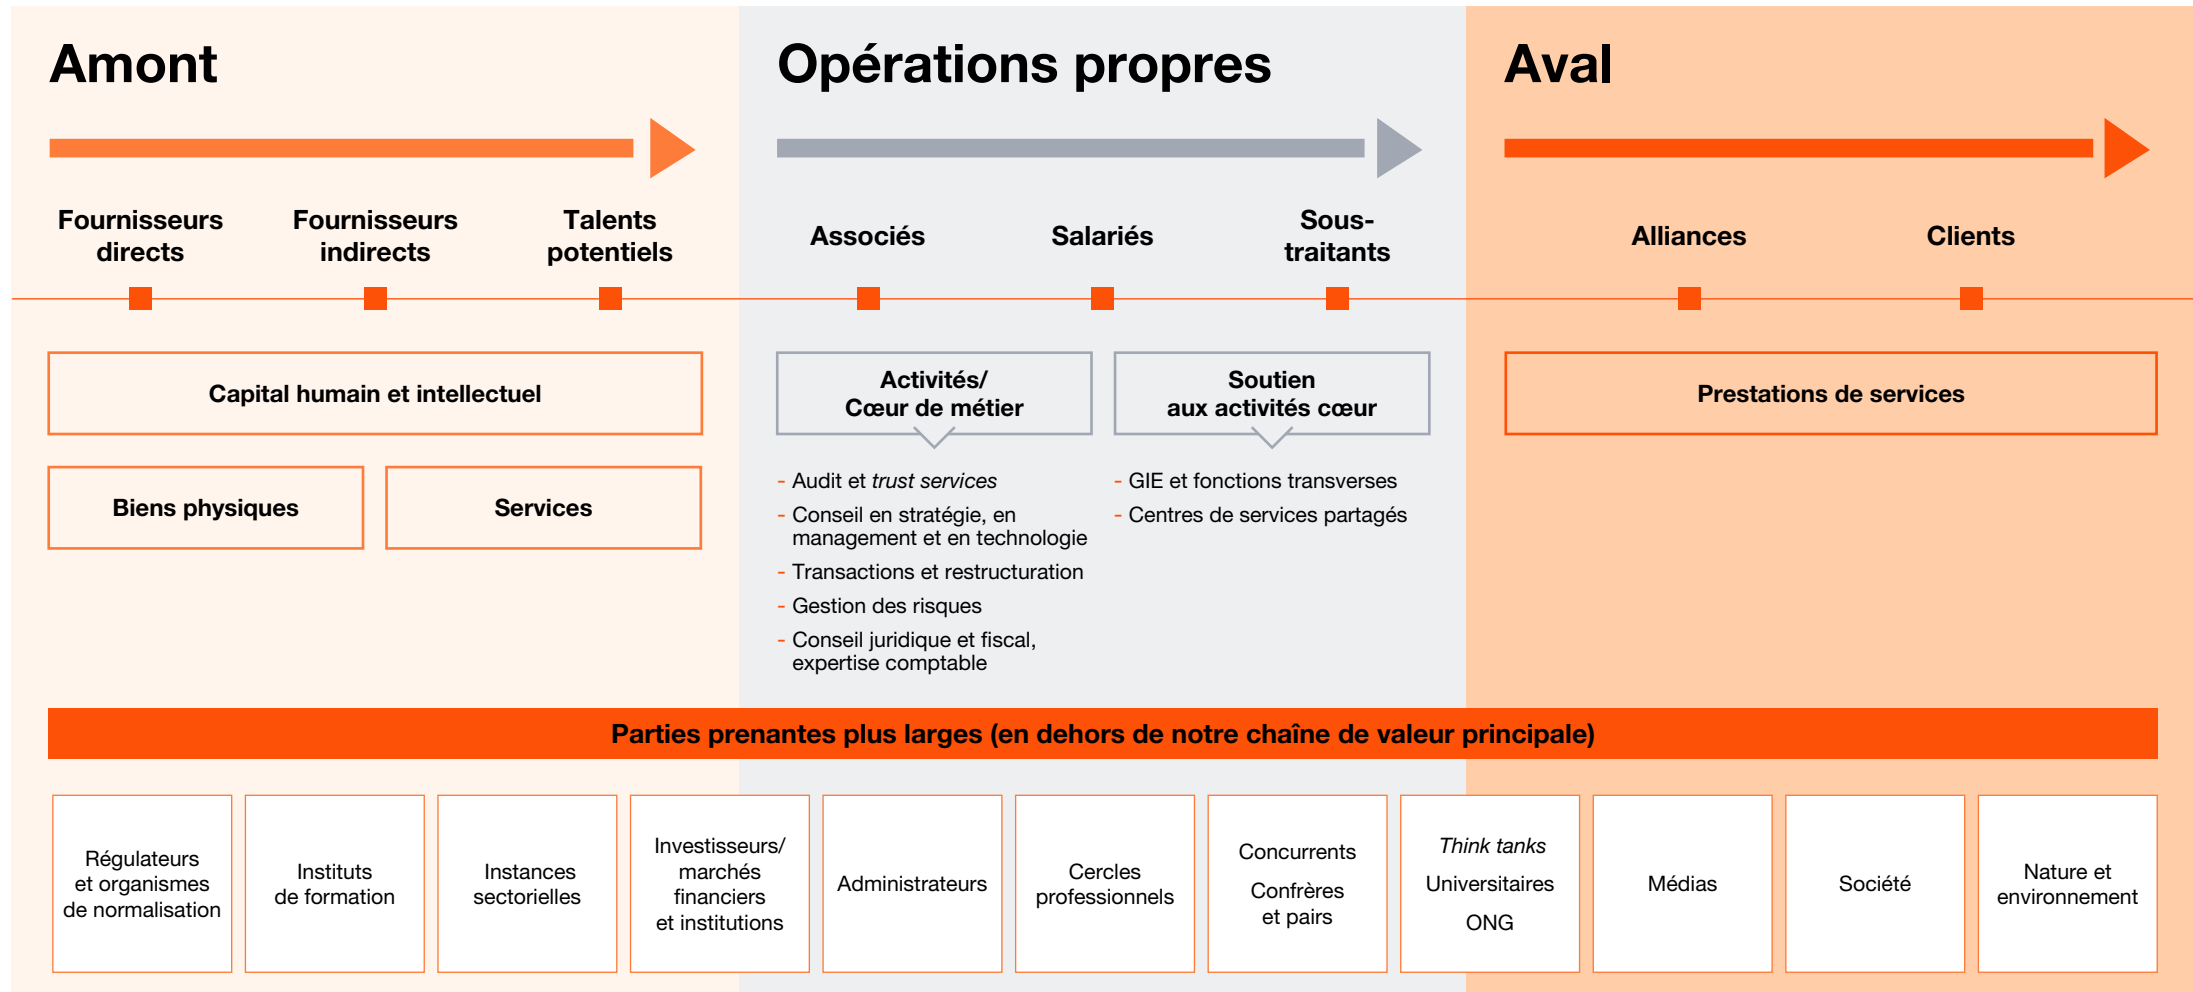 Amont
Opérations propres
Aval
Fournisseurs
directs
Fournisseurs
indirects
Talents
potentiels
Associés
Salariés
Sous-
traitants
Alliances
Clients
Capital humain et intellectuel
Biens physiques
Services
Activités/
Cœur de métier
- Audit et trust services
- Conseil en stratégie, en
management et en technologie
- Transactions et restructuration
- Gestion des risques
- Conseil juridique et fiscal,
expertise comptable
Soutien
aux activités cœur
- GIE et fonctions transverses
- Centres de services partagés
Prestations de services
Parties prenantes plus larges (en dehors de notre chaîne de valeur principale)
Régulateurs
et organismes
de normalisation
Instituts
de formation
Instances
sectorielles
Investisseurs/
marchés
financiers
et institutions
Administrateurs
Cercles
professionnels
Concurrents
Confrères
et pairs
Think tanks
Universitaires
ONG
Médias
Société
Nature et
environnement